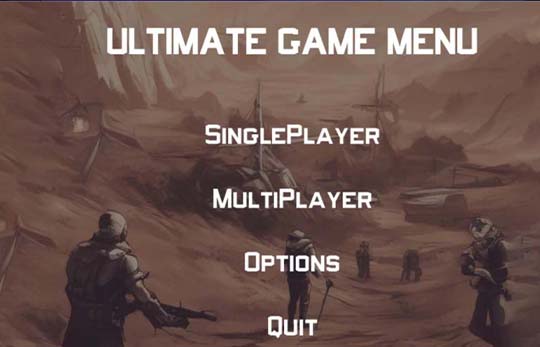 ULTIMATE GAME MENU
SinglePlayer
MultiPlayer
Options
Quit